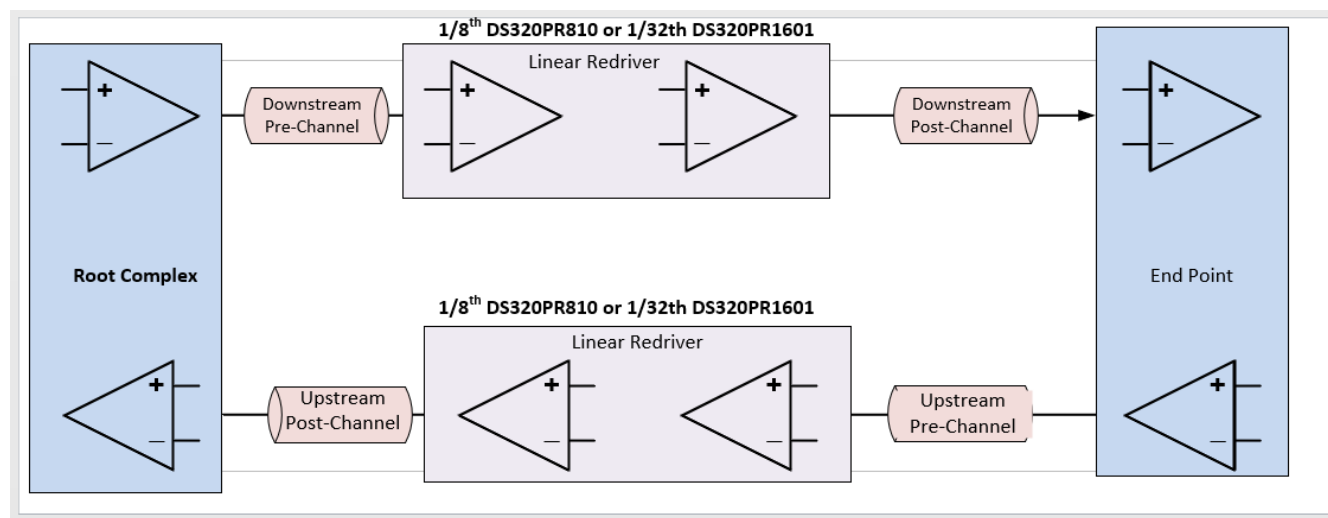 1/8th DS320PR810 or 1/32th DS320PR1601
Linear Redriver
+
+
+
+
Downstream
Pre-Channel
Downstream
Post-Channel
−
−
−
−
Root Complex
End Point
1/8th DS320PR810 or 1/32th DS320PR1601
Linear Redriver
+
+
+
+
Upstream
Post-Channel
Upstream
Pre-Channel
−
−
−
−